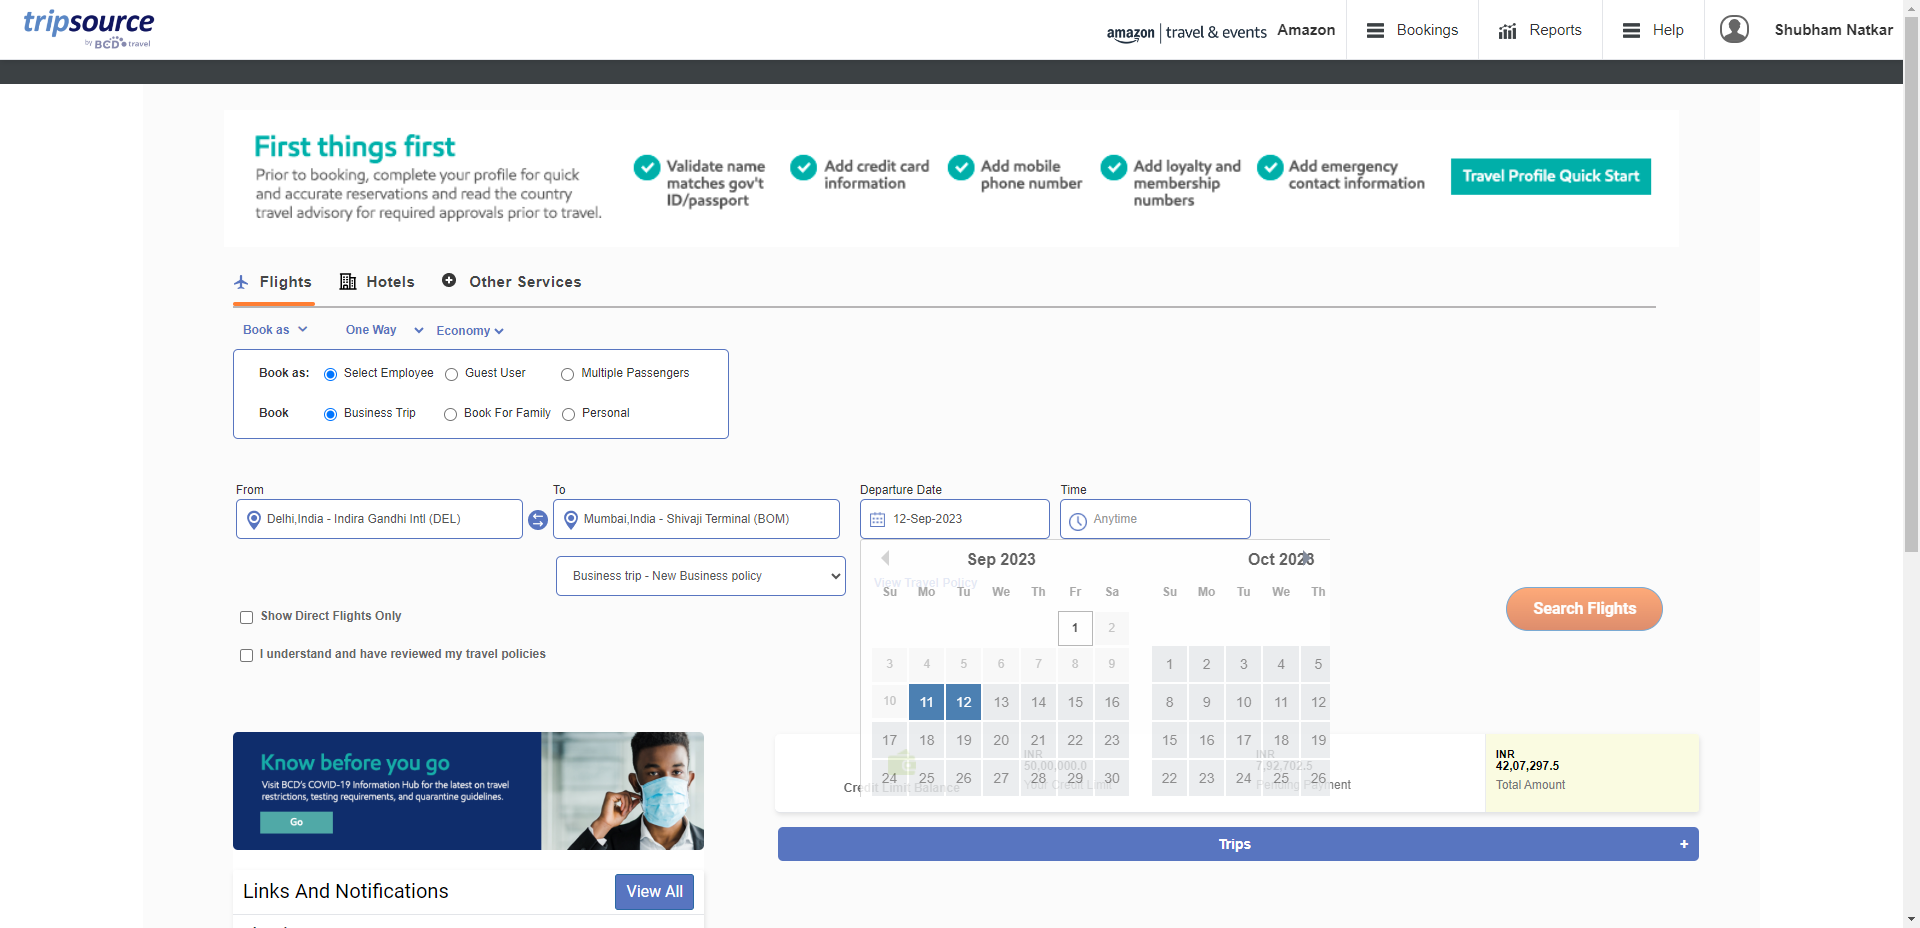 tripsource
by BCD travel
amazon | travel & events Amazon
Bookings
Reports
Help
Shubham Natkar
First things first
Prior to booking, complete your profile for quick
and accurate reservations and read the country
travel advisory for required approvals prior to travel.
Validate name
matches gov't
ID/passport
Add credit card
information
Add mobile
phone number
Add loyalty and
membership
numbers
Add emergency
contact information
Travel Profile Quick Start
Flights
Hotels
Other Services
Book as
One Way
Economy
Book as: Select Employee Guest User Multiple Passengers
Book Business Trip Book For Family Personal
From
To
Departure Date
Time
Delhi,India - Indira Gandhi Intl (DEL)
Mumbai,India - Shivaji Terminal (BOM)
12-Sep-2023
Anytime
Business trip - New Business policy
Sep 2023
Oct 2023
View Travel Policy
Su Mo Tu We Th Fr Sa
1 2
3 4 5 6 7 8 9
10 11 12 13 14 15 16
17 18 19 20 21 22 23
24 25 26 27 28 29 30
Su Mo Tu We Th
1 2 3 4 5
8 9 10 11 12
15 16 17 18 19
22 23 24 25 26
Search Flights
Show Direct Flights Only
I understand and have reviewed my travel policies
Know before you go
Visit BCD's COVID-19 Information Hub for the latest on travel
restrictions, testing requirements, and quarantine guidelines.
Go
Credit Limit Balance
INR
50,00,000.0
Your Credit Limit
INR
7,92,702.5
Pending Payment
INR
42,07,297.5
Total Amount
Trips +
Links And Notifications
View All